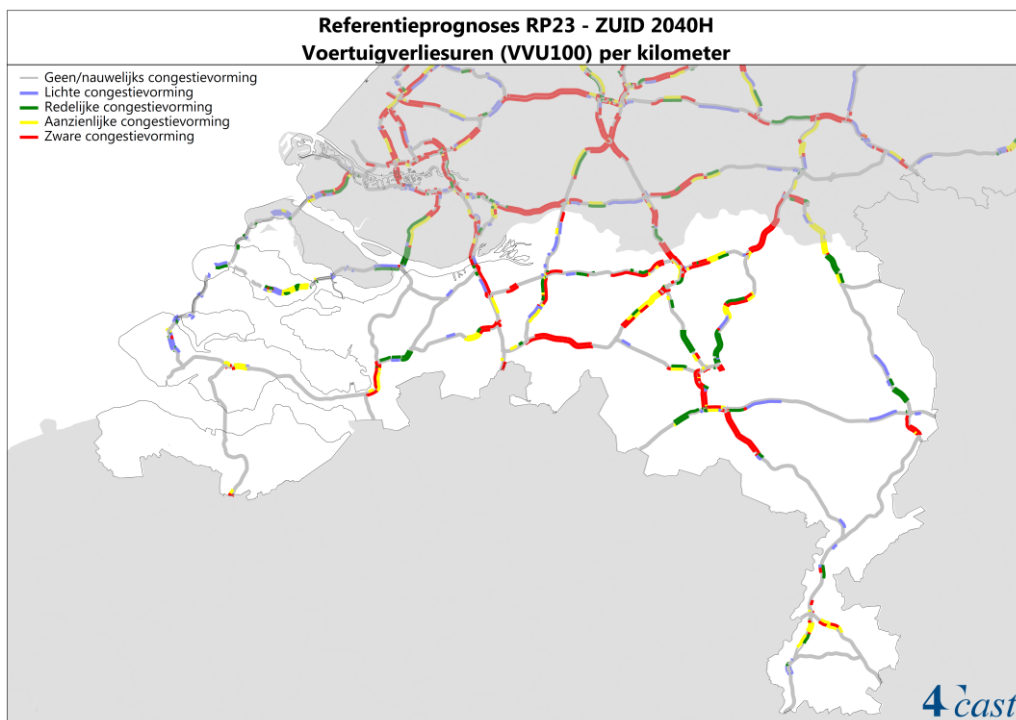 Referentieprognoses RP23 - ZUID 2040H
Voertuigverliesuren (VVU100) per kilometer
Geen/nauwelijks congestievorming
Lichte congestievorming
Redelijke congestievorming
Aanzienlijke congestievorming
Zware congestievorming
4cast